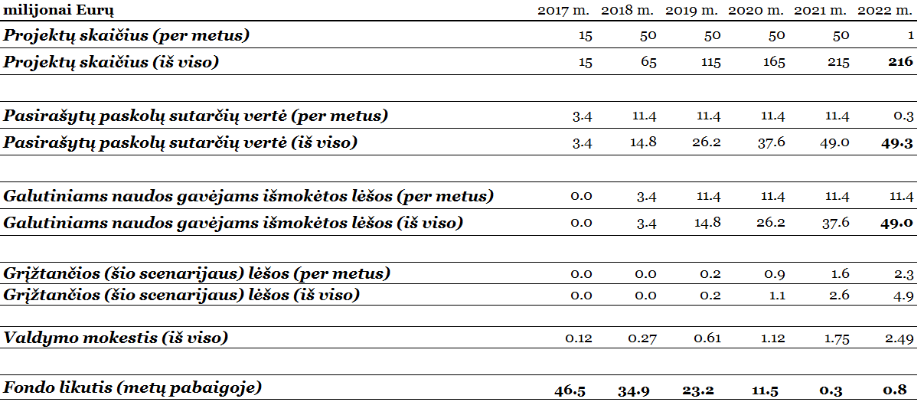 milijonai Eurų 2017 m. 2018 m. 2019 m. 2020 m. 2021 m. 2022 m.
Projektų skaičius (per metus) 15 50 50 50 50 1
Projektų skaičius (iš viso) 15 65 115 165 215 216
Pasirašytų paskolų sutarčių vertė (per metus) 3.4 11.4 11.4 11.4 11.4 0.3
Pasirašytų paskolų sutarčių vertė (iš viso) 3.4 14.8 26.2 37.6 49.0 49.3
Galutiniams naudos gavėjams išmokėtos lėšos (per metus) 0.0 3.4 11.4 11.4 11.4 11.4
Galutiniams naudos gavėjams išmokėtos lėšos (iš viso) 0.0 3.4 14.8 26.2 37.6 49.0
Grįžtančios (šio scenarijaus) lėšos (per metus) 0.0 0.0 0.2 0.9 1.6 2.3
Grįžtančios (šio scenarijaus) lėšos (iš viso) 0.0 0.0 0.2 1.1 2.6 4.9
Valdymo mokestis (iš viso) 0.12 0.27 0.61 1.12 1.75 2.49
Fondo likutis (metų pabaigoje) 46.5 34.9 23.2 11.5 0.3 0.8